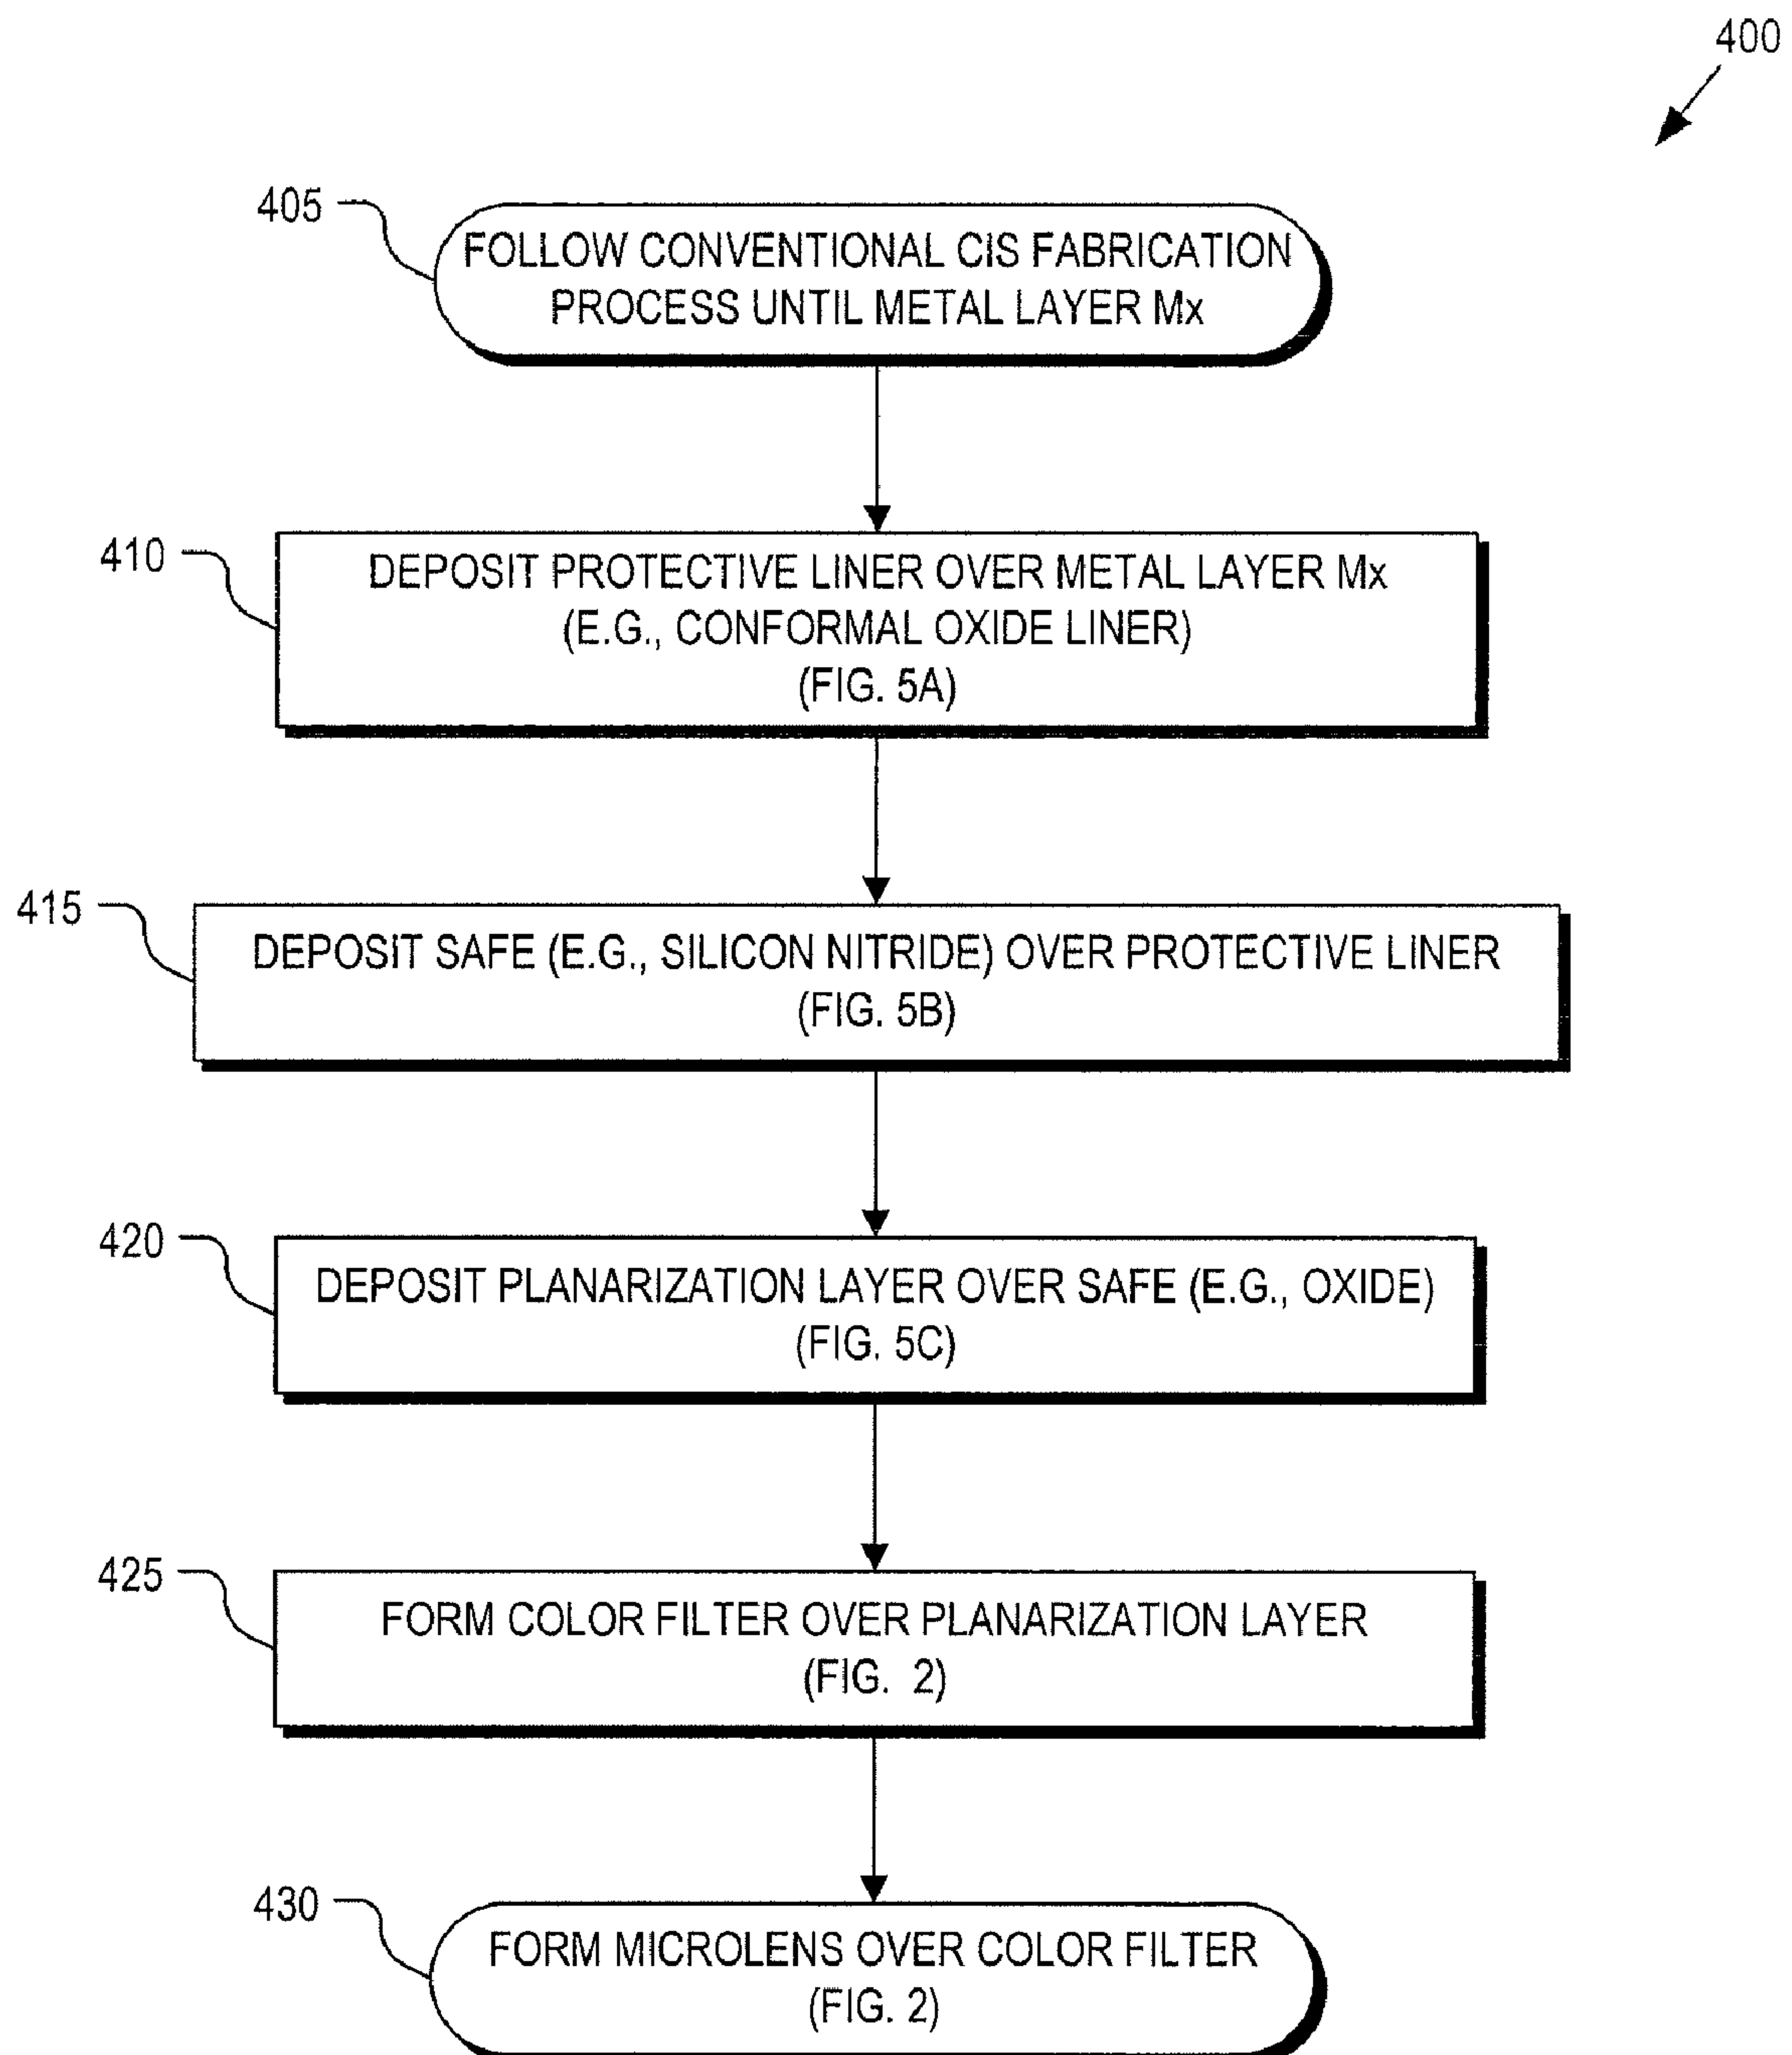 400
405
FOLLOW CONVENTIONAL CIS FABRICATION
PROCESS UNTIL METAL LAYER Mx
410
DEPOSIT PROTECTIVE LINER OVER METAL LAYER Mx
(E.G., CONFORMAL OXIDE LINER)
(FIG. 5A)
415
DEPOSIT SAFE (E.G., SILICON NITRIDE) OVER PROTECTIVE LINER
(FIG. 5B)
420
DEPOSIT PLANARIZATION LAYER OVER SAFE (E.G., OXIDE)
(FIG. 5C)
425
FORM COLOR FILTER OVER PLANARIZATION LAYER
(FIG. 2)
430
FORM MICROLENS OVER COLOR FILTER
(FIG. 2)